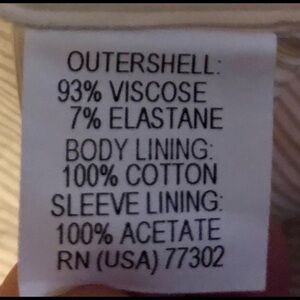 OUTERSHELL:
93% VISCOSE
7% ELASTANE
BODY LINING:
100% COTTON
SLEEVE LINING:
100% ACETATE
RN (USA) 77302